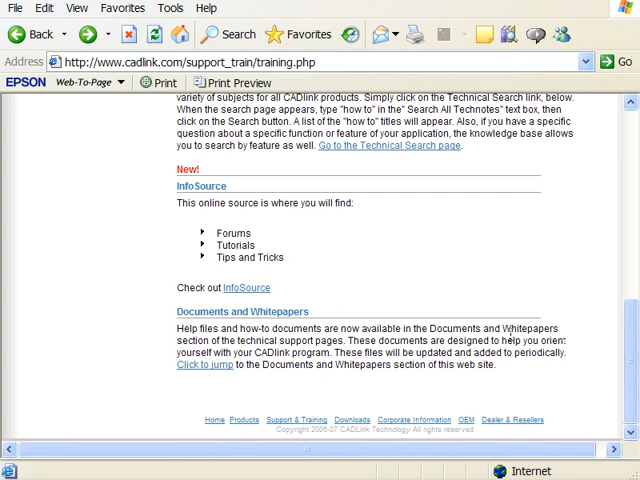 File Edit View Favorites Tools Help
Back Search Favorites
Address http://www.cadlink.com/support_train/training.php Go
EPSON Web-To-Page Print Print Preview
variety of subjects for all CADlink products. Simply click on the Technical Search link, below.
When the search page appears, type "how to" in the" Search All Technotes" text box, then
click on the Search button. A list of the "how to" titles will appear. Also, if you have a specific
question about a specific function or feature of your application, the knowledge base allows
you to search by feature as well. Go to the Technical Search page.
New!
InfoSource
This online source is where you will find:
Forums
Tutorials
Tips and Tricks
Check out InfoSource
Documents and Whitepapers
Help files and how-to documents are now available in the Documents and Whitepapers
section of the technical support pages. These documents are designed to help you orient
yourself with your CADlink program. These files will be updated and added to periodically.
Click to jump to the Documents and Whitepapers section of this web site.
Home Products Support & Training Downloads Corporate Information OEM Dealer & Resellers
Copyright 2006-07 CADLink Technology All rights reserved
Internet